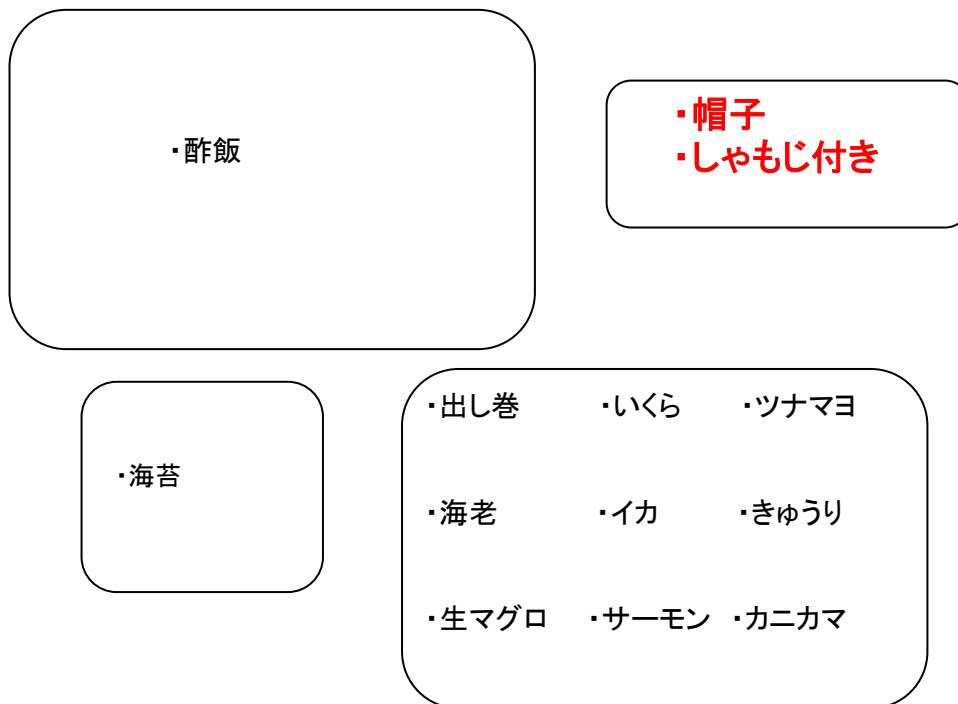 ・酢飯
・帽子
・しゃもじ付き
・海苔
・出し巻 ・いくら ・ツナマヨ
・海老 ・イカ ・きゅうり
・生マグロ ・サーモン ・カニカマ